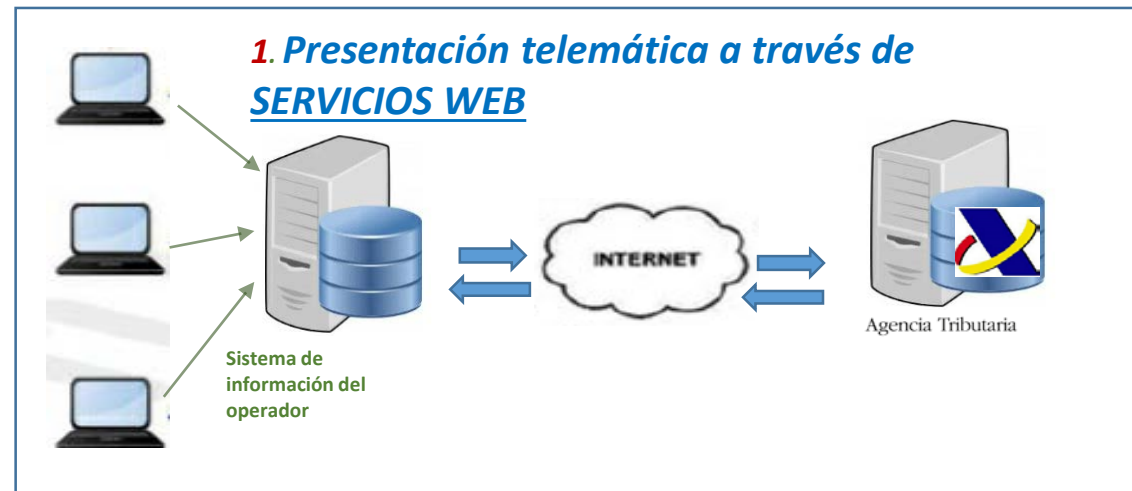 1. Presentación telemática a través de
SERVICIOS WEB
INTERNET
Agencia Tributaria
Sistema de
información del
operador